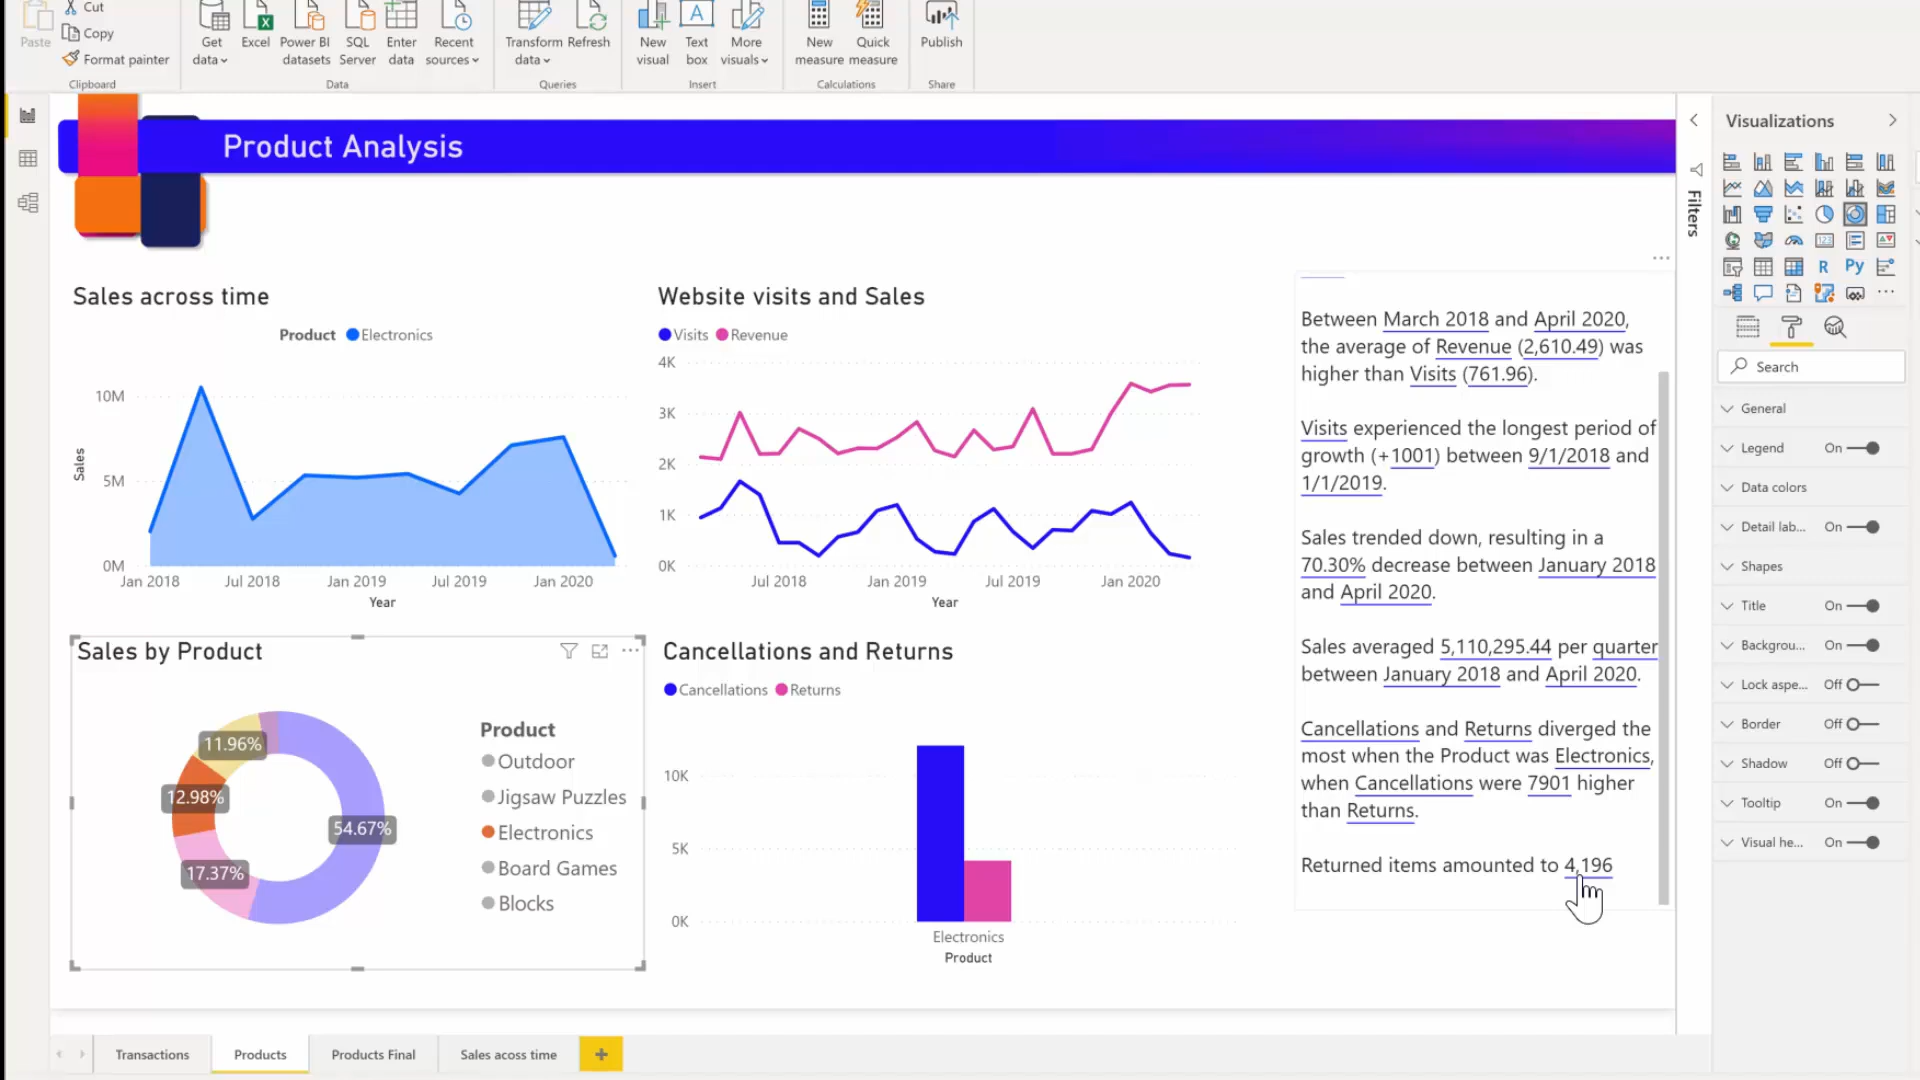 Cut
Copy
Format painter
Paste
Clipboard
Get data
Excel
Power BI datasets
SQL Server
Enter data
Recent sources
Data
Transform data
Refresh
Queries
New visual
Text box
More visuals
Insert
New measure
Quick measure
Calculations
Publish
Share
Product Analysis
Sales across time
Product Electronics
10M
5M
0M
Sales
Jan 2018 Jul 2018 Jan 2019 Jul 2019 Jan 2020
Year
Website visits and Sales
Visits Revenue
4K
3K
2K
1K
0K
Jul 2018 Jan 2019 Jul 2019 Jan 2020
Year
Sales by Product
11.96%
12.98%
54.67%
17.37%
Product
Outdoor
Jigsaw Puzzles
Electronics
Board Games
Blocks
Cancellations and Returns
Cancellations Returns
10K
5K
0K
Electronics
Product
Between March 2018 and April 2020,
the average of Revenue (2,610.49) was
higher than Visits (761.96).
Visits experienced the longest period of
growth (+1001) between 9/1/2018 and
1/1/2019.
Sales trended down, resulting in a
70.30% decrease between January 2018
and April 2020.
Sales averaged 5,110,295.44 per quarter
between January 2018 and April 2020.
Cancellations and Returns diverged the
most when the Product was Electronics,
when Cancellations were 7901 higher
than Returns.
Returned items amounted to 4,196
Filters
Visualizations
123
R
Py
Search
General
Legend On
Data colors
Detail lab... On
Shapes
Title On
Backgrou... On
Lock aspe... Off
Border Off
Shadow Off
Tooltip On
Visual he... On
Transactions
Products
Products Final
Sales acoss time
+